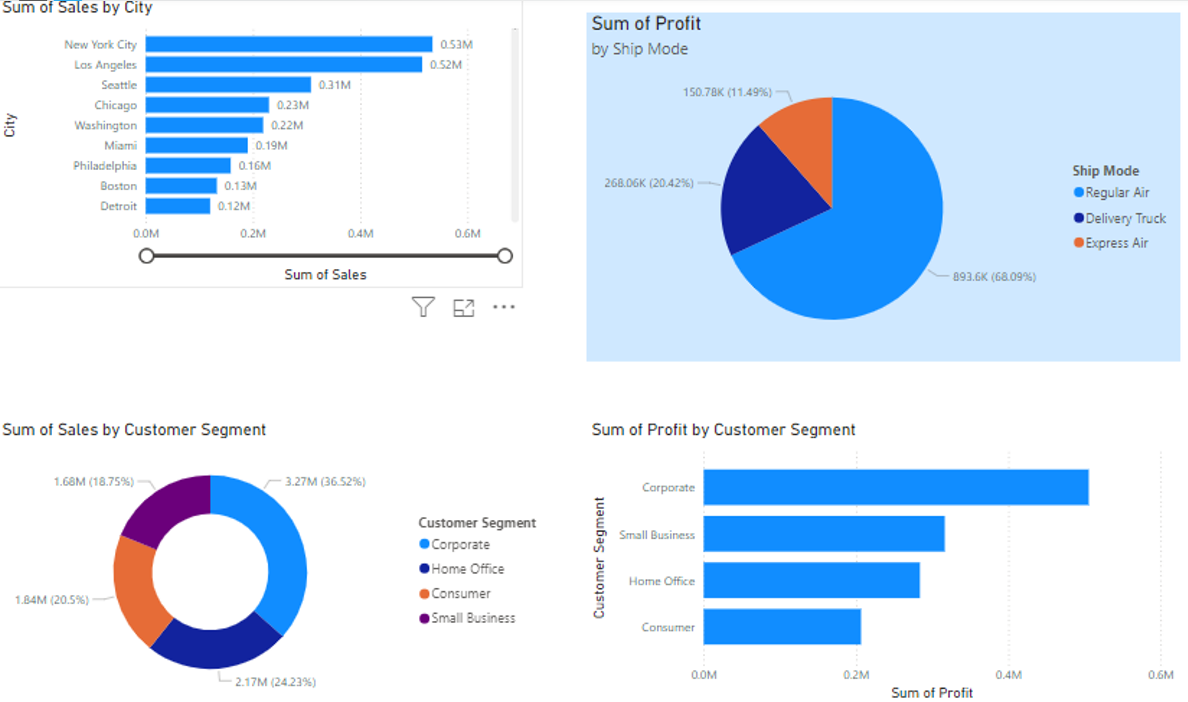 Sum of Sales by City
City
New York City 0.53M
Los Angeles 0.52M
Seattle 0.31M
Chicago 0.23M
Washington 0.22M
Miami 0.19M
Philadelphia 0.16M
Boston 0.13M
Detroit 0.12M
0.0M 0.2M 0.4M 0.6M
Sum of Sales
Sum of Profit
by Ship Mode
150.78K (11.49%)
268.06K (20.42%)
893.6K (68.09%)
Ship Mode
Regular Air
Delivery Truck
Express Air
Sum of Sales by Customer Segment
1.68M (18.75%)
3.27M (36.52%)
1.84M (20.5%)
2.17M (24.23%)
Customer Segment
Corporate
Home Office
Consumer
Small Business
Sum of Profit by Customer Segment
Customer Segment
Corporate
Small Business
Home Office
Consumer
0.0M 0.2M 0.4M 0.6M
Sum of Profit